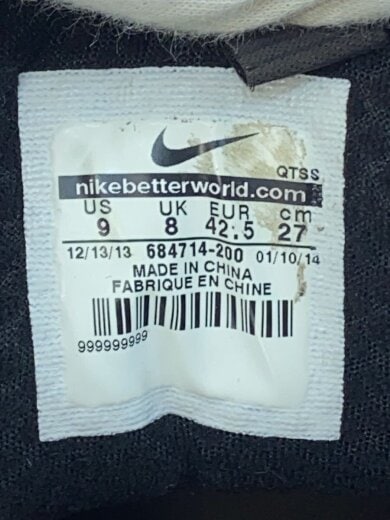 QTSS
nikebetterworld.com
US UK EUR cm
9 8 42.5 27
12/13/13 684714-200 01/10/14
MADE IN CHINA
FABRIQUE EN CHINE
999999999